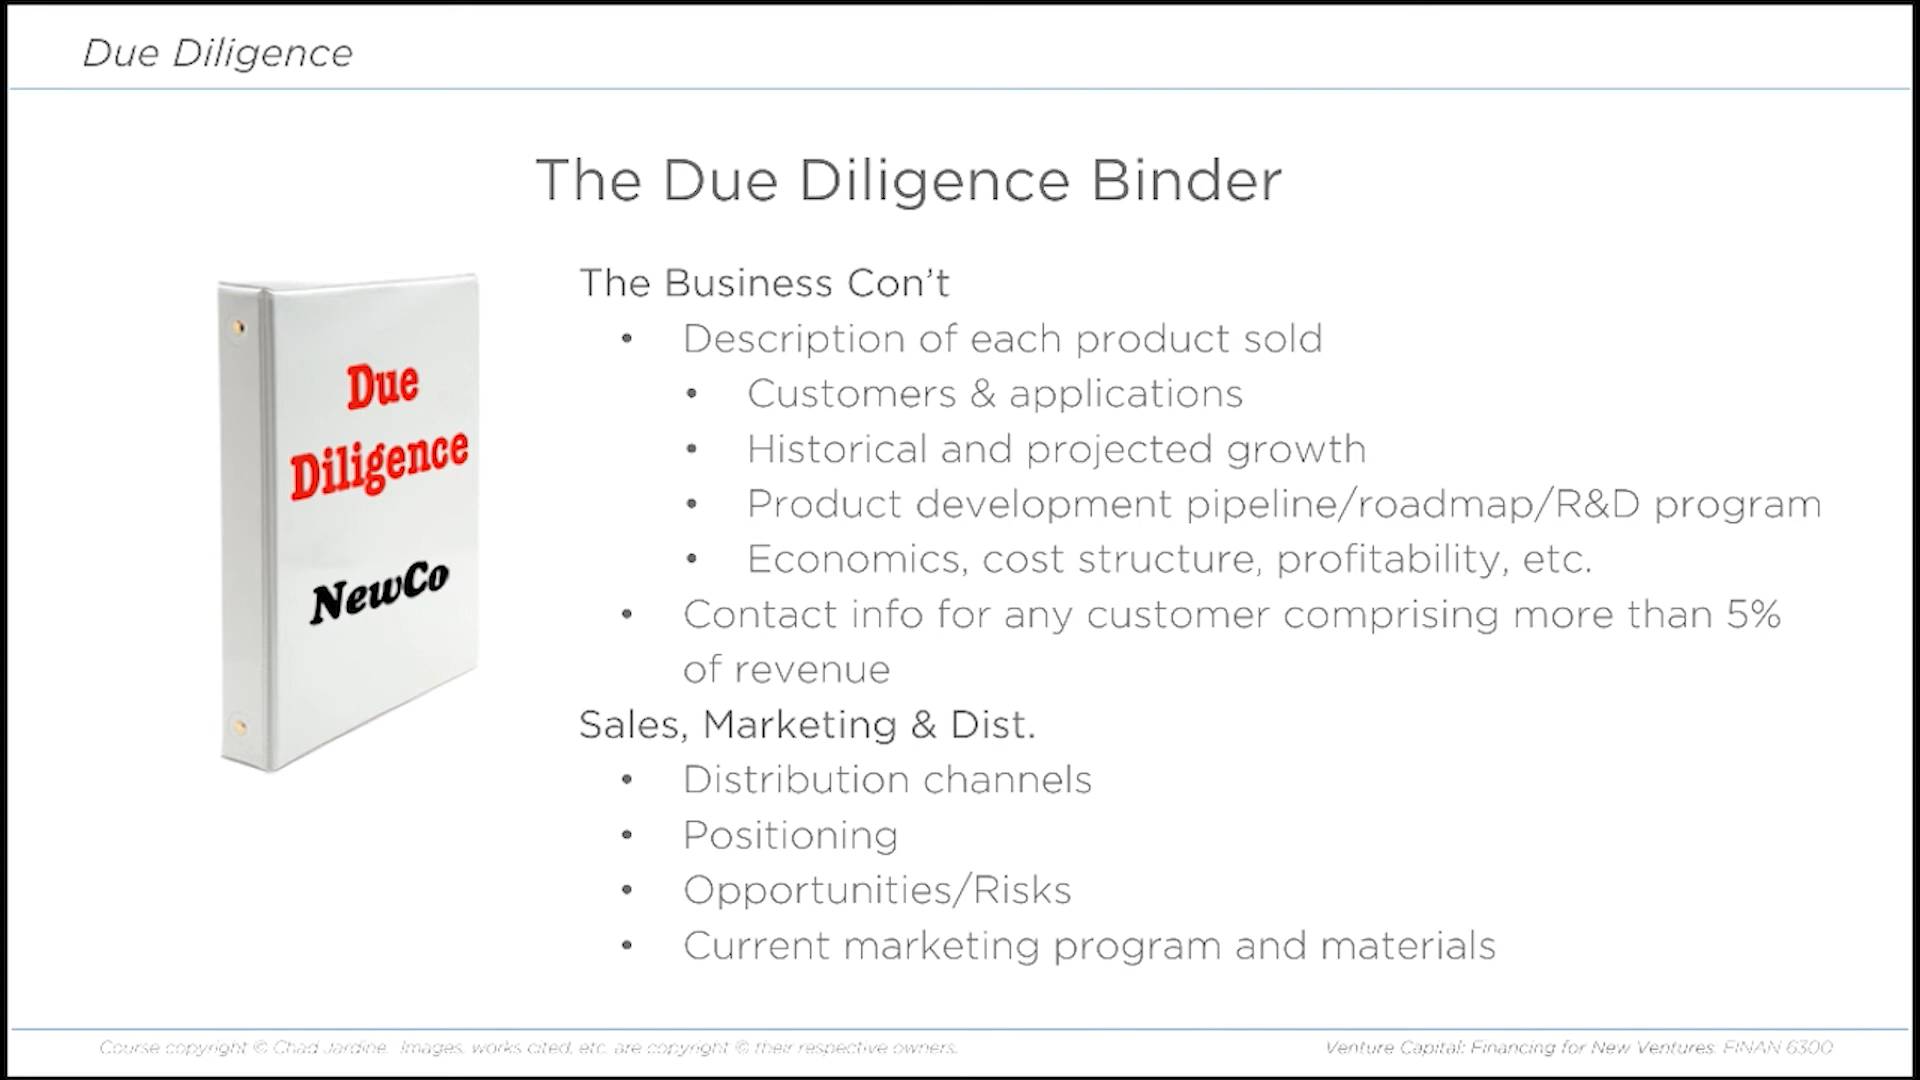 Due Diligence
The Due Diligence Binder
Due
Diligence
NewCo
The Business Con't
• Description of each product sold
• Customers & applications
• Historical and projected growth
• Product development pipeline/roadmap/R&D program
• Economics, cost structure, profitability, etc.
• Contact info for any customer comprising more than 5%
of revenue
Sales, Marketing & Dist.
• Distribution channels
• Positioning
• Opportunities/Risks
• Current marketing program and materials
Course copyright © Chad Jardine. Images, works cited, etc. are copyright © their respective owners.
Venture Capital: Financing for New Ventures: FINAN 6300